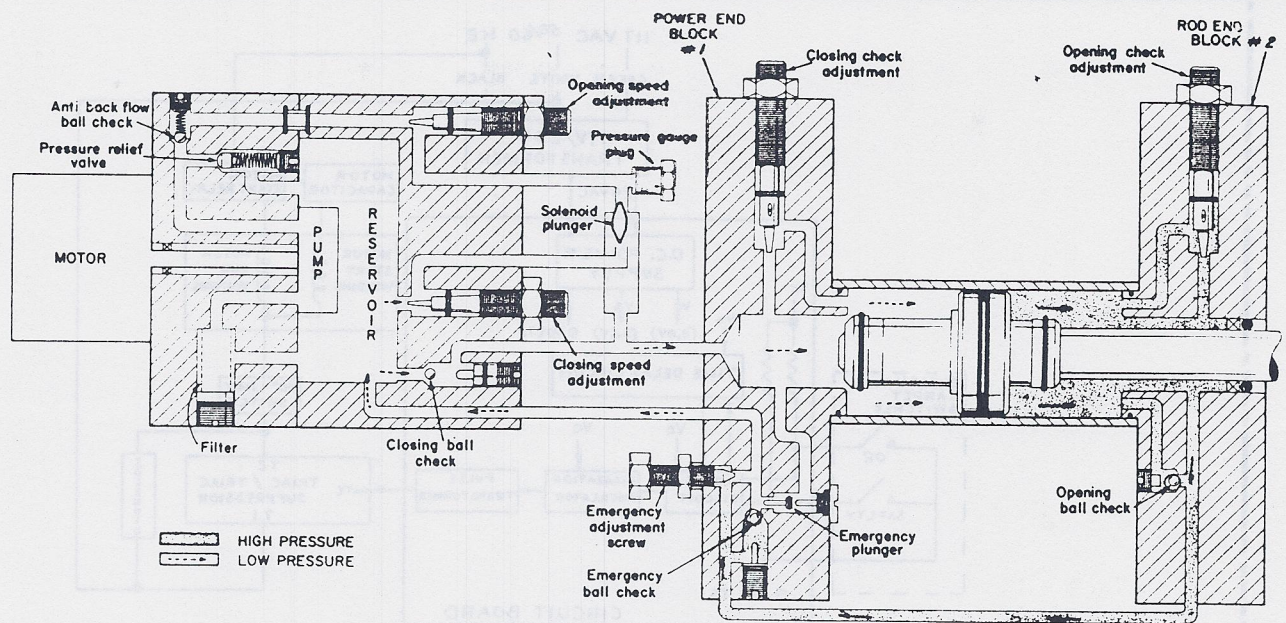 POWER END
BLOCK
#1
Closing check
adjustment
Opening check
adjustment
ROD END
BLOCK #2
Anti back flow
ball check
Pressure relief
valve
Opening speed
adjustment
Pressure gauge
plug
Solenoid
plunger
MOTOR
PUMP
RESERVOIR
Closing speed
adjustment
Filter
Closing ball
check
Emergency
adjustment
screw
Emergency
plunger
Emergency
ball check
Opening
ball check
HIGH PRESSURE
LOW PRESSURE
CIRCUIT BOARD